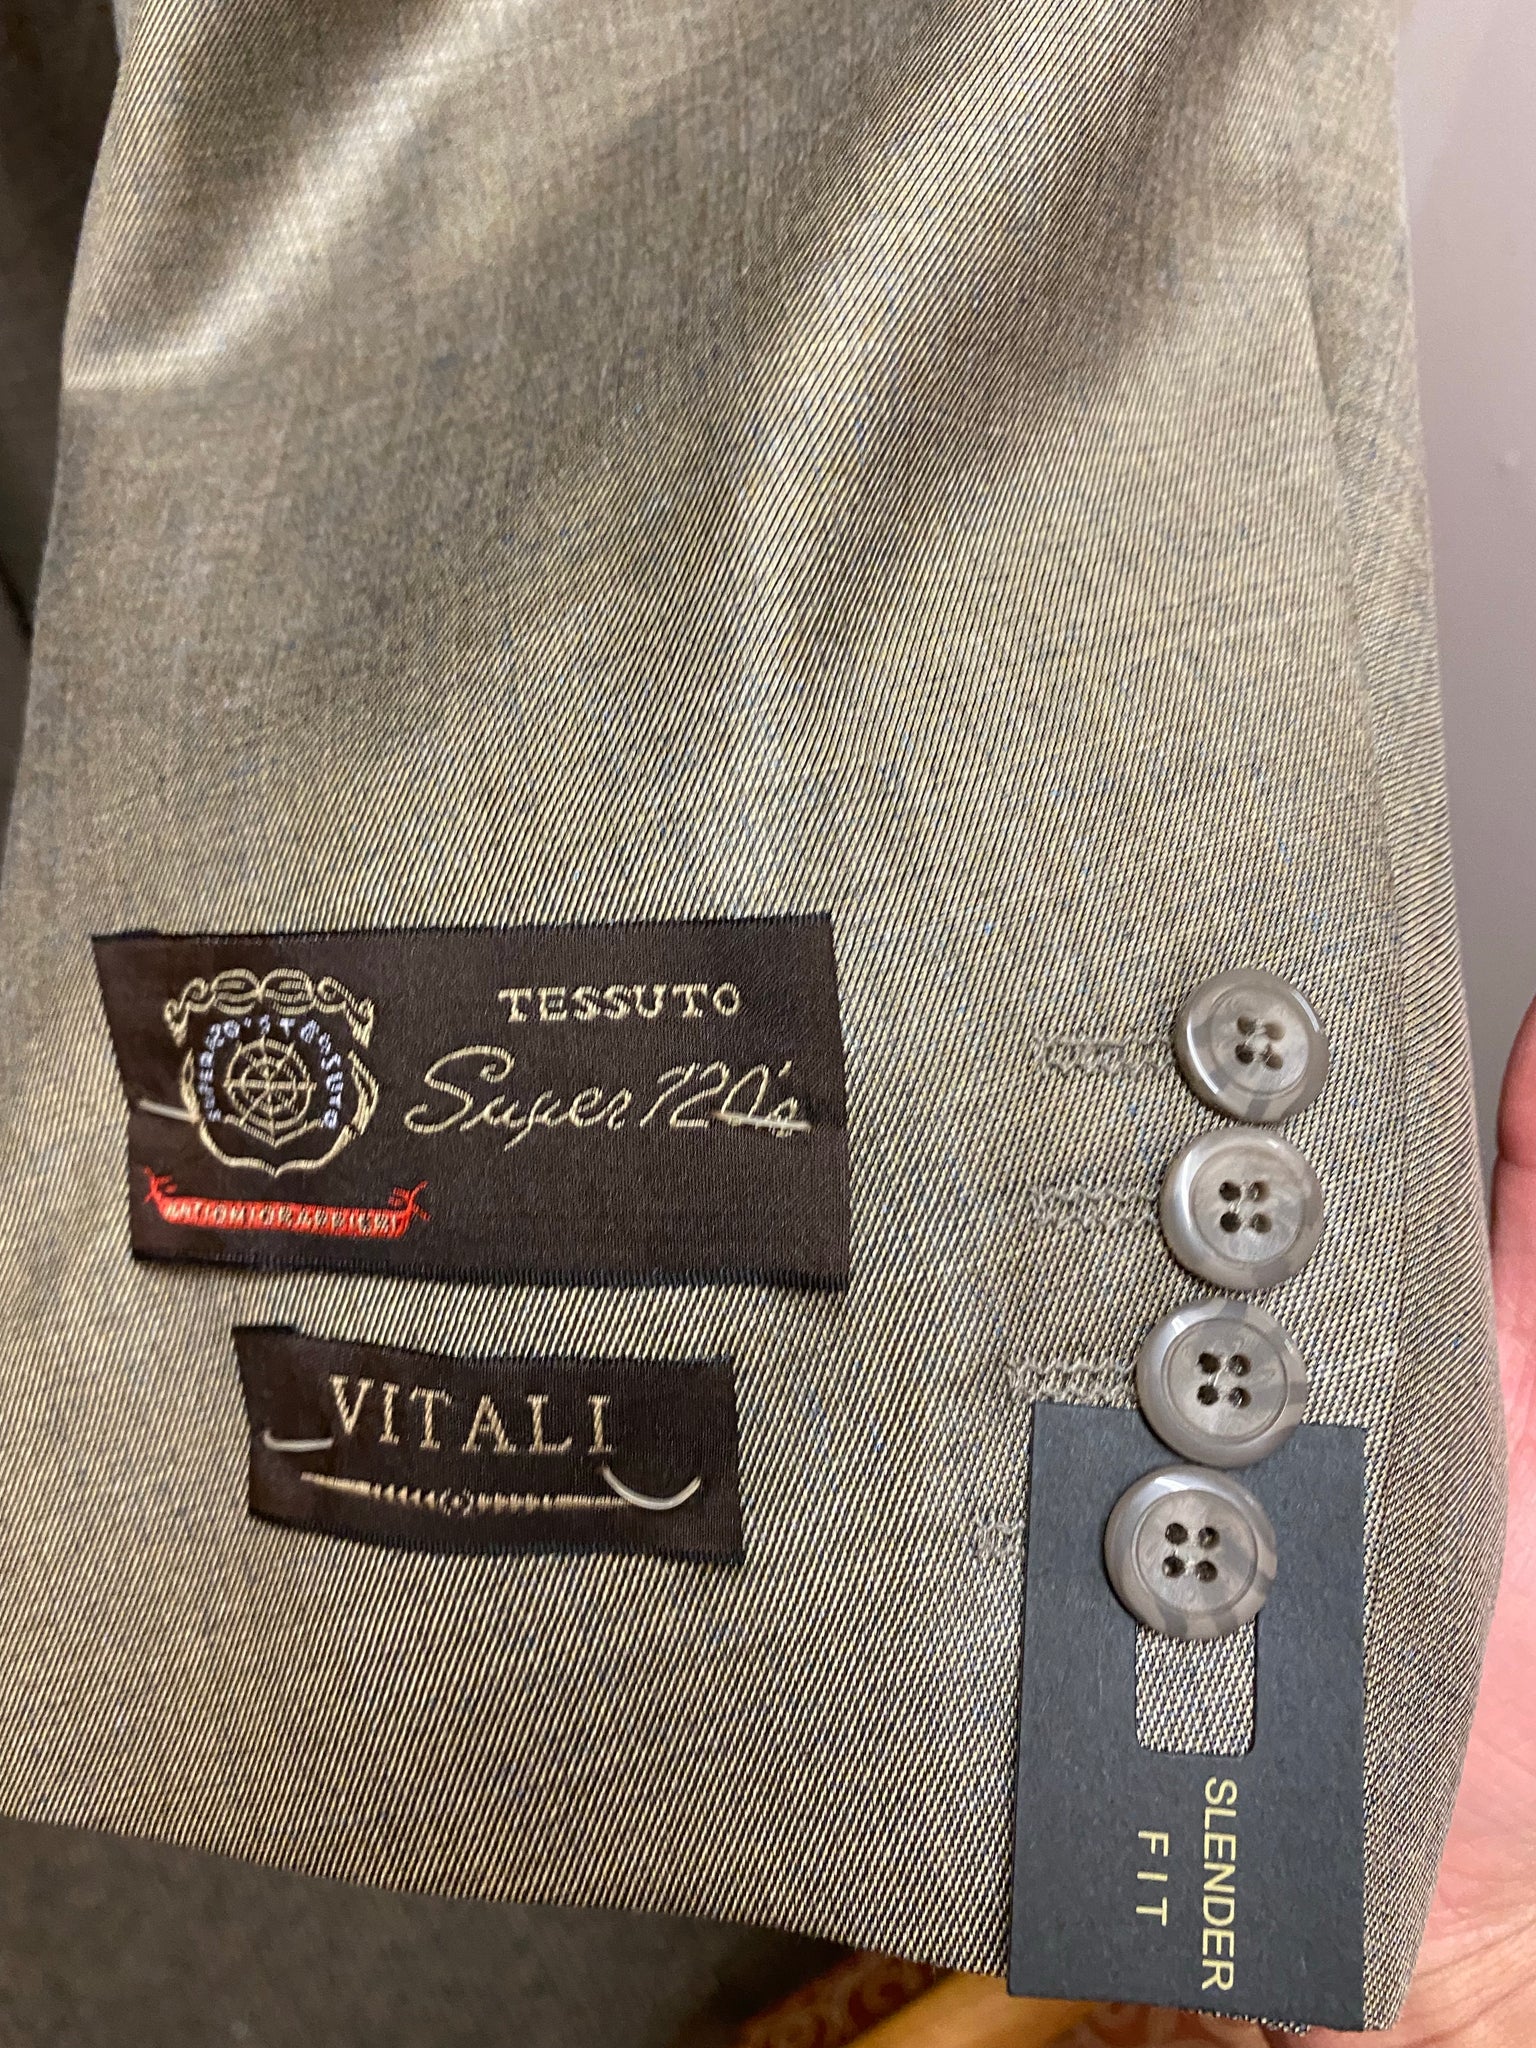 TESSUTO
Super 120's
VITALI
SLENDER
FIT